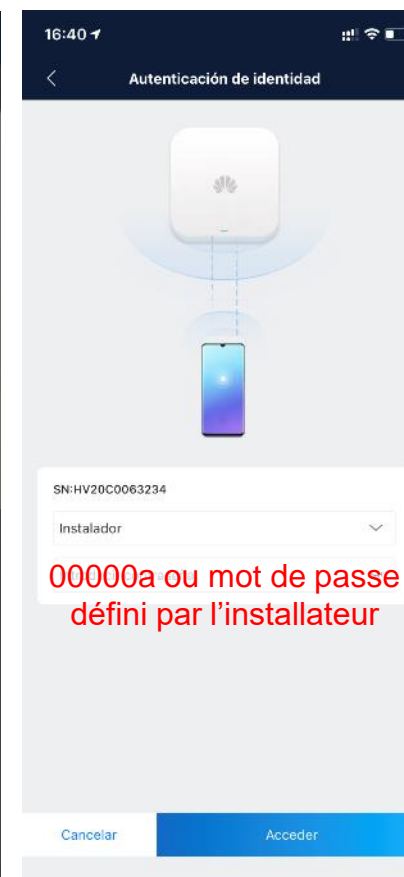 16:40
Autenticación de identidad
SN:HV20C0063234
Instalador
00000a ou mot de passe
défini par l’installateur
Cancelar
Acceder